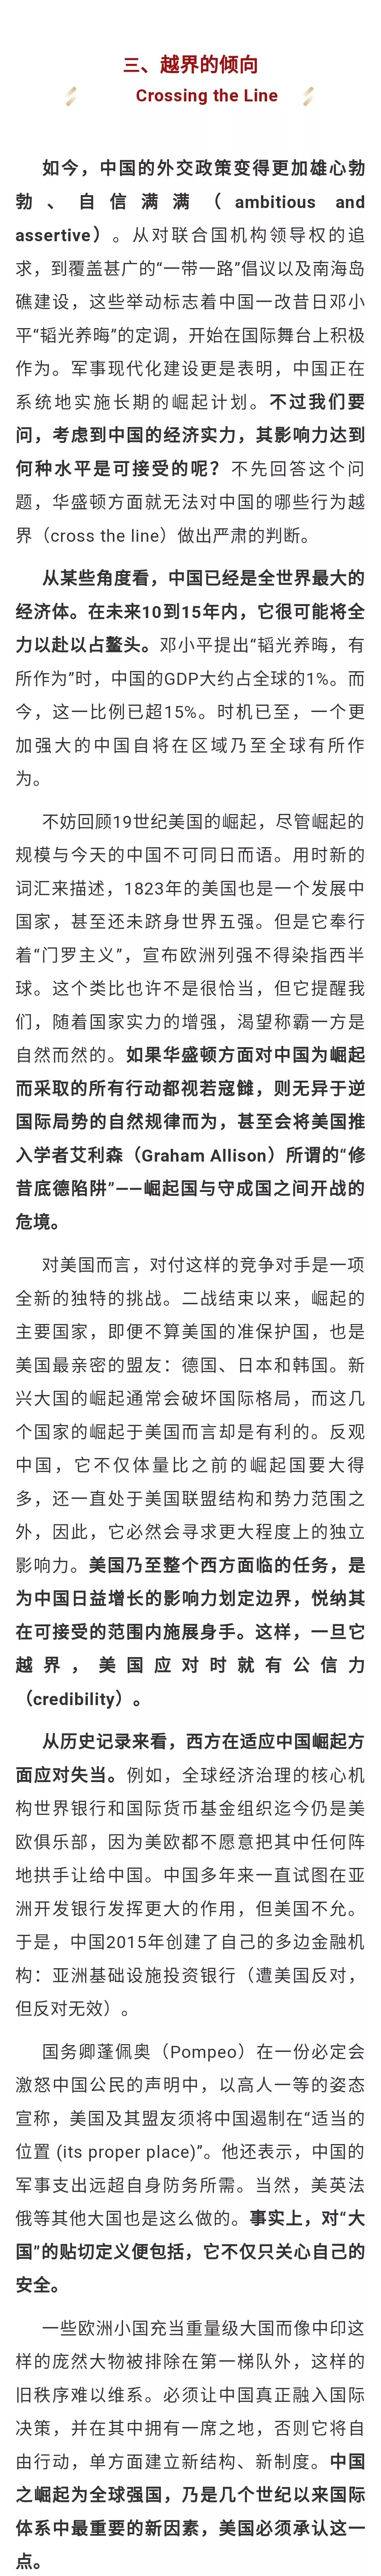 三、越界的倾向
Crossing the Line
如今，中国的外交政策变得更加雄心勃
勃、自信满满（ambitious and
assertive）。从对联合国机构领导权的追
求，到覆盖甚广的“一带一路”倡议以及南海岛
礁建设，这些举动标志着中国一改昔日邓小
平“韬光养晦”的定调，开始在国际舞台上积极
作为。军事现代化建设更是表明，中国正在
系统地实施长期的崛起计划。不过我们要
问，考虑到中国的经济实力，其影响力达到
何种水平是可接受的呢？不先回答这个问
题，华盛顿方面就无法对中国的哪些行为越
界（cross the line）做出严肃的判断。
从某些角度看，中国已经是全世界最大的
经济体。在未来10到15年内，它很可能将全
力以赴以占鳌头。邓小平提出“韬光养晦，有
所作为”时，中国的GDP大约占全球的1%。而
今，这一比例已超15%。时机已至，一个更
加强大的中国自将在区域乃至全球有所作
为。
不妨回顾19世纪美国的崛起，尽管崛起的
规模与今天的中国不可同日而语。用时新的
词汇来描述，1823年的美国也是一个发展中
国家，甚至还未跻身世界五强。但是它奉行
着“门罗主义”，宣布欧洲列强不得染指西半
球。这个类比也许不是很恰当，但它提醒我
们，随着国家实力的增强，渴望称霸一方是
自然而然的。如果华盛顿方面对中国为崛起
而采取的所有行动都视若寇雠，则无异于逆
国际局势的自然规律而为，甚至会将美国推
入学者艾利森（Graham Allison）所谓的“修
昔底德陷阱”——崛起国与守成国之间开战的
危境。
对美国而言，对付这样的竞争对手是一项
全新的独特的挑战。二战结束以来，崛起的
主要国家，即便不算美国的准保护国，也是
美国最亲密的盟友：德国、日本和韩国。新
兴大国的崛起通常会破坏国际格局，而这几
个国家的崛起于美国而言却是有利的。反观
中国，它不仅体量比之前的崛起国要大得
多，还一直处于美国联盟结构和势力范围之
外，因此，它必然会寻求更大程度上的独立
影响力。美国乃至整个西方面临的任务，是
为中国日益增长的影响力划定边界，悦纳其
在可接受的范围内施展身手。这样，一旦它
越界，美国应对时就有公信力
（credibility）。
从历史记录来看，西方在适应中国崛起方
面应对失当。例如，全球经济治理的核心机
构世界银行和国际货币基金组织迄今仍是美
欧俱乐部，因为美欧都不愿意把其中任何阵
地拱手让给中国。中国多年来一直试图在亚
洲开发银行发挥更大的作用，但美国不允。
于是，中国2015年创建了自己的多边金融机
构：亚洲基础设施投资银行（遭美国反对，
但反对无效）。
国务卿蓬佩奥（Pompeo）在一份必定会
激怒中国公民的声明中，以高人一等的姿态
宣称，美国及其盟友须将中国遏制在“适当的
位置 (its proper place)”。他还表示，中国的
军事支出远超自身防务所需。当然，美英法
俄等其他大国也是这么做的。事实上，对“大
国”的贴切定义便包括，它不仅只关心自己的
安全。
一些欧洲小国充当重量级大国而像中印这
样的庞然大物被排除在第一梯队外，这样的
旧秩序难以维系。必须让中国真正融入国际
决策，并在其中拥有一席之地，否则它将自
由行动，单方面建立新结构、新制度。中国
之崛起为全球强国，乃是几个世纪以来国际
体系中最重要的新因素，美国必须承认这一
点。